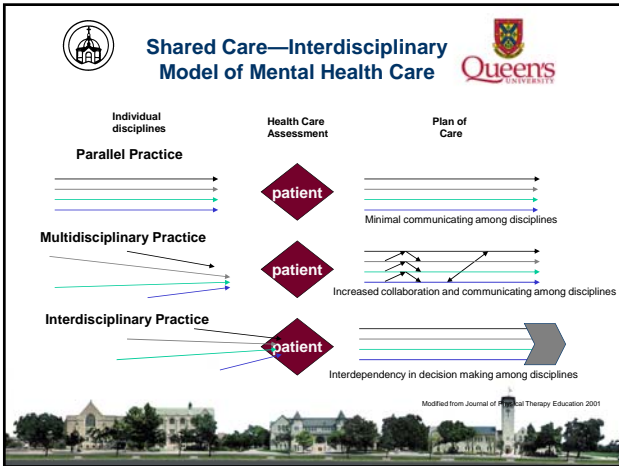 Shared Care—Interdisciplinary
Model of Mental Health Care
Queen's
UNIVERSITY
Individual
disciplines
Health Care
Assessment
Plan of
Care
Parallel Practice
patient
Minimal communicating among disciplines
Multidisciplinary Practice
patient
Increased collaboration and communicating among disciplines
Interdisciplinary Practice
patient
Interdependency in decision making among disciplines
Modified from Journal of Physical Therapy Education 2001